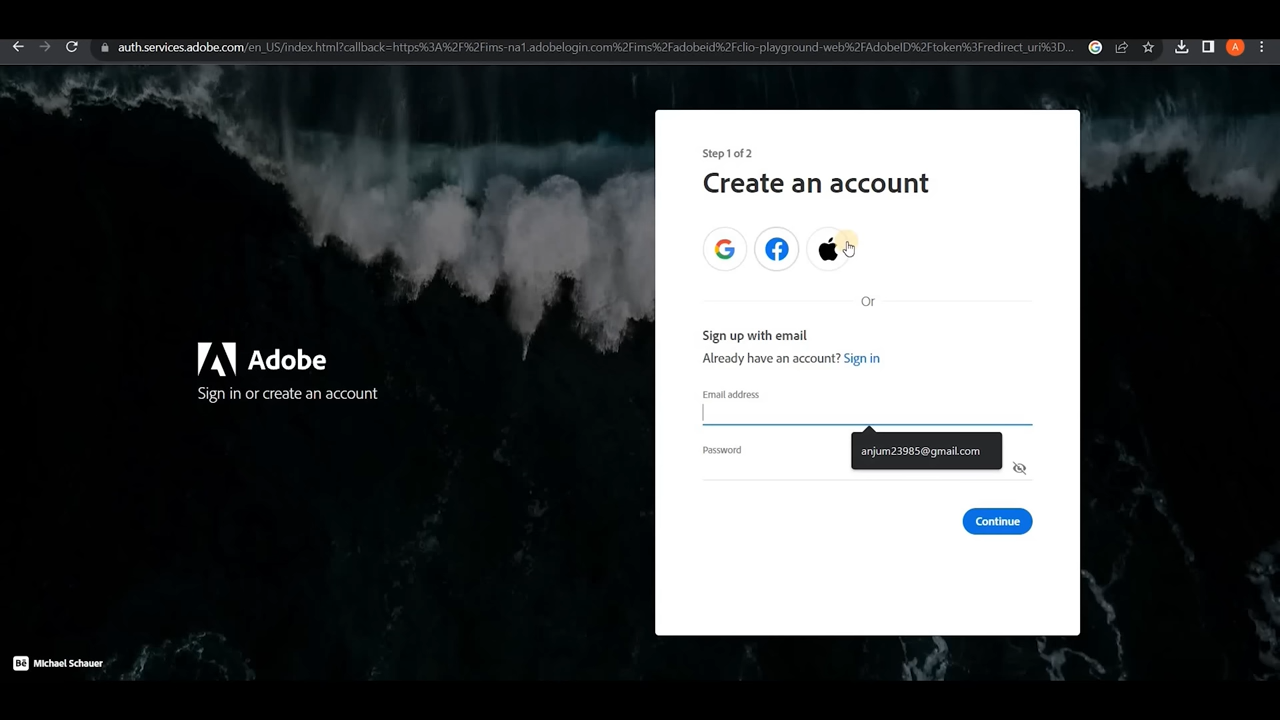 auth.services.adobe.com/en_US/index.html?callback=https%3A%2F%2Fims-na1.adobelogin.com%2Fims%2Fadobeid%2Fclio-playground-web%2FAdobeID%2Ftoken%3Fredirect_uri%3D...
A
Step 1 of 2
Create an account
Or
Sign up with email
Already have an account? Sign in
Email address
anjum23985@gmail.com
Password
Continue
Adobe
Sign in or create an account
Bē Michael Schauer